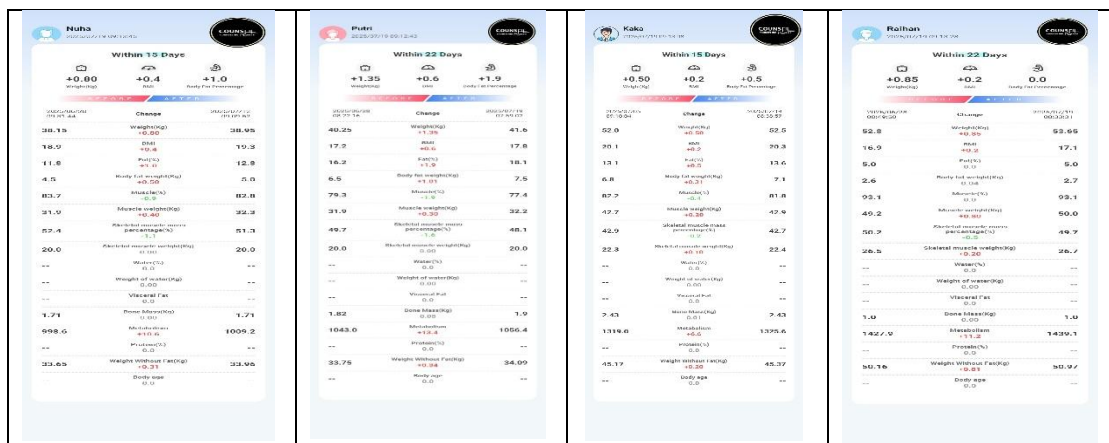 Nuha
COUNSEL
Within 15 Days
+0.80 +0.4 +1.0
Weight(Kg) BMI Body Fat Percentage
BEFORE AFTER
Change
38.15 Weight(Kg) 38.95
+0.80
18.9 BMI 19.3
+0.4
11.8 Fat(%) 12.8
+1.0
4.5 Body fat weight(Kg) 5.0
+0.50
83.7 Muscle(%) 82.8
-0.9
31.9 Muscle weight(Kg) 32.3
+0.40
52.4 Skeletal muscle mass percentage(%) 51.3
-1.1
20.0 Skeletal muscle weight(Kg) 20.0
0.00
-- Water(%) --
0.0
-- Weight of water(Kg) --
0.00
-- Visceral Fat --
0.0
1.71 Bone Mass(Kg) 1.71
0.00
998.6 Metabolism 1009.2
+10.6
-- Protein(%) --
0.0
33.65 Weight Without Fat(Kg) 33.96
+0.31
-- Body age --
0.0
Putri
COUNSEL
Within 22 Days
+1.35 +0.6 +1.9
Weight(Kg) BMI Body Fat Percentage
BEFORE AFTER
Change
40.25 Weight(Kg) 41.6
+1.35
17.2 BMI 17.8
+0.6
16.2 Fat(%) 18.1
+1.9
6.5 Body fat weight(Kg) 7.5
+1.01
79.3 Muscle(%) 77.4
-1.9
31.9 Muscle weight(Kg) 32.2
+0.30
49.7 Skeletal muscle mass percentage(%) 48.1
-1.6
20.0 Skeletal muscle weight(Kg) 20.0
0.00
-- Water(%) --
0.0
-- Weight of water(Kg) --
0.00
-- Visceral Fat --
0.0
1.82 Bone Mass(Kg) 1.9
0.00
1043.0 Metabolism 1056.4
+13.4
-- Protein(%) --
0.0
33.75 Weight Without Fat(Kg) 34.09
+0.34
-- Body age --
0.0
Kaka
COUNSEL
Within 15 Days
+0.50 +0.2 +0.5
Weight(Kg) BMI Body Fat Percentage
BEFORE AFTER
Change
52.0 Weight(Kg) 52.5
+0.50
20.1 BMI 20.3
+0.2
13.1 Fat(%) 13.6
+0.5
6.8 Body fat weight(Kg) 7.1
+0.31
82.2 Muscle(%) 81.8
-0.4
42.7 Muscle weight(Kg) 42.9
+0.20
42.9 Skeletal muscle mass percentage(%) 42.7
22.3 Skeletal muscle weight(Kg) 22.4
+0.10
-- Water(%) --
0.0
-- Weight of water(Kg) --
0.00
-- Visceral Fat --
0.0
2.43 Bone Mass(Kg) 2.43
1319.0 Metabolism 1325.6
+6.6
-- Protein(%) --
0.0
45.17 Weight Without Fat(Kg) 45.37
+0.20
-- Body age --
0.0
Raihan
COUNSEL
Within 22 Days
+0.85 +0.2 0.0
Weight(Kg) BMI Body Fat Percentage
BEFORE AFTER
Change
52.8 Weight(Kg) 53.65
+0.85
16.9 BMI 17.1
+0.2
5.0 Fat(%) 5.0
0.0
2.6 Body fat weight(Kg) 2.7
0.04
93.1 Muscle(%) 93.1
0.0
49.2 Muscle weight(Kg) 50.0
+0.80
50.2 Skeletal muscle mass percentage(%) 49.7
26.5 Skeletal muscle weight(Kg) 26.7
+0.20
-- Water(%) --
0.0
-- Weight of water(Kg) --
0.00
-- Visceral Fat --
0.0
1.0 Bone Mass(Kg) 1.0
0.00
1427.9 Metabolism 1439.1
+11.2
-- Protein(%) --
0.0
50.16 Weight Without Fat(Kg) 50.97
+0.81
-- Body age --
0.0